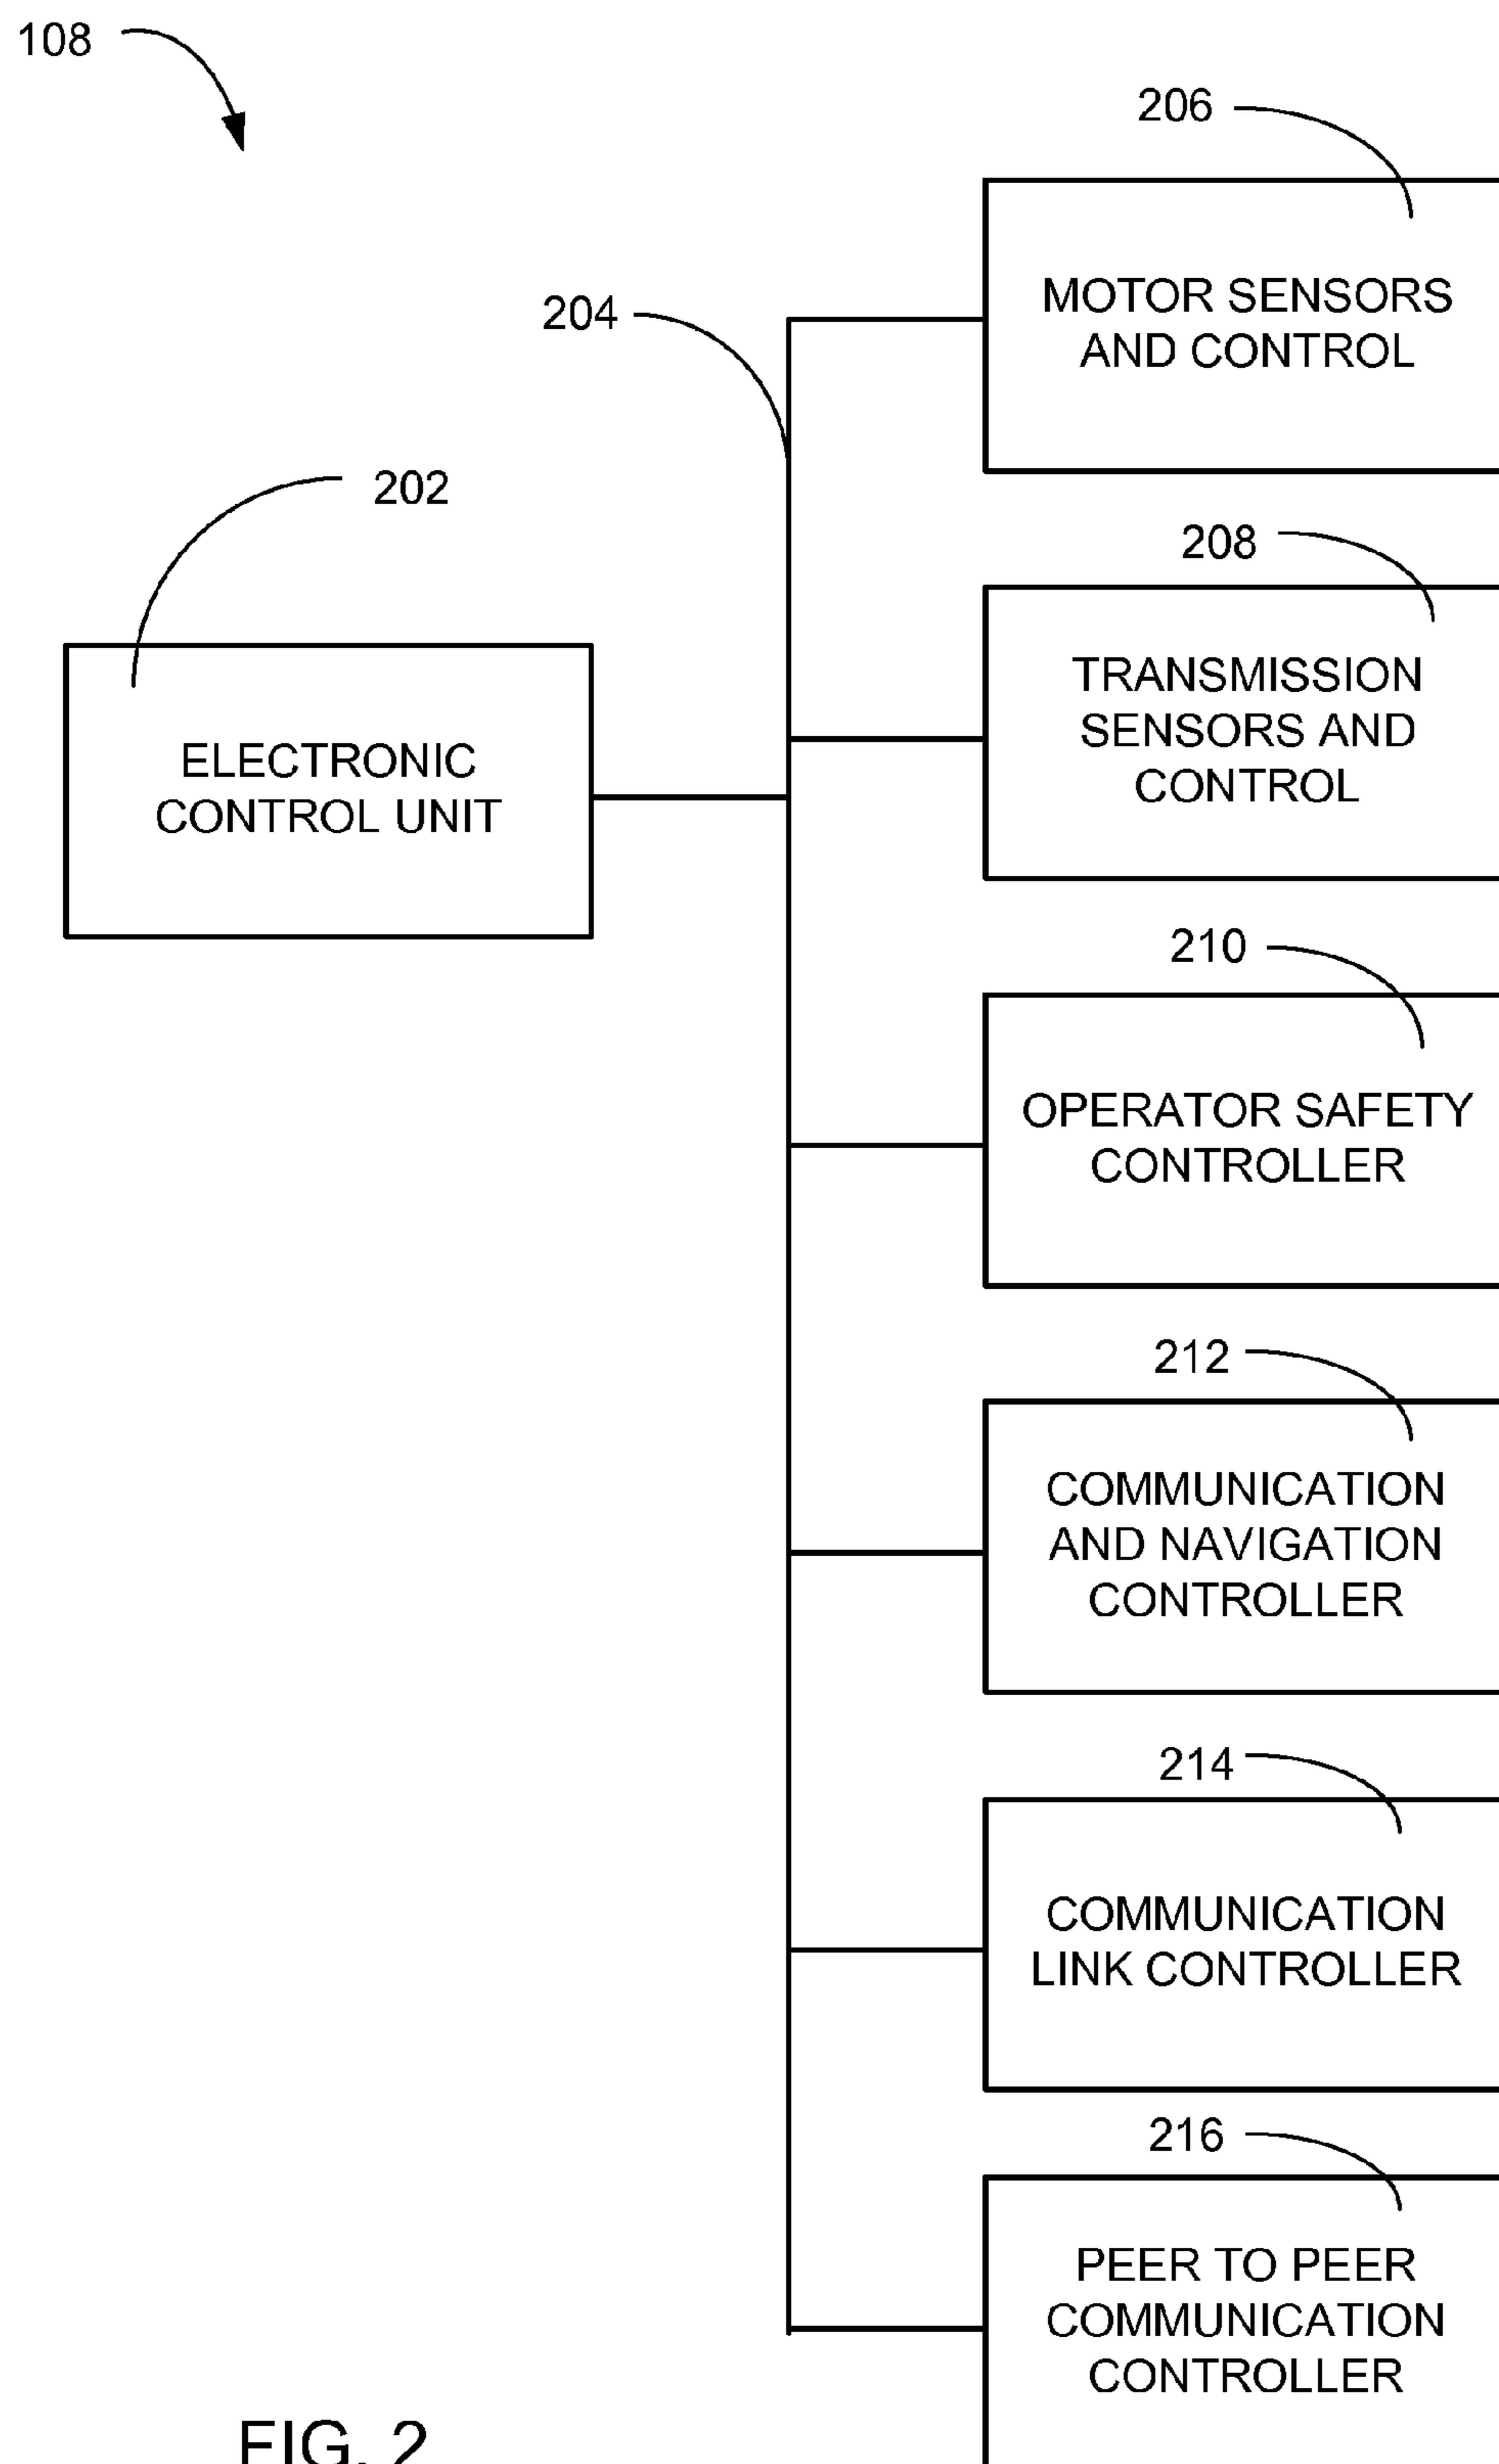 108
206
MOTOR SENSORS
AND CONTROL
204
202
208
ELECTRONIC
CONTROL UNIT
TRANSMISSION
SENSORS AND
CONTROL
210
OPERATOR SAFETY
CONTROLLER
212
COMMUNICATION
AND NAVIGATION
CONTROLLER
214
COMMUNICATION
LINK CONTROLLER
216
PEER TO PEER
COMMUNICATION
CONTROLLER
FIG. 2